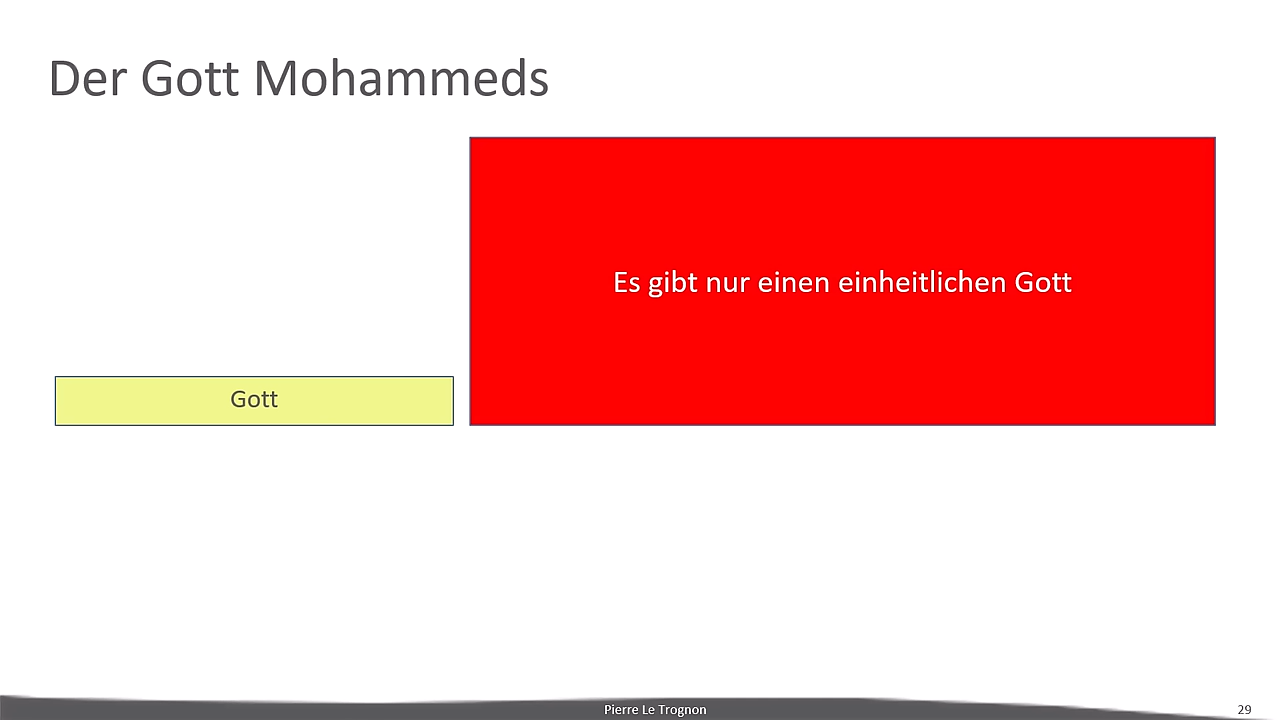 Der Gott Mohammeds
Es gibt nur einen einheitlichen Gott
Gott
Pierre Le Trognon
29